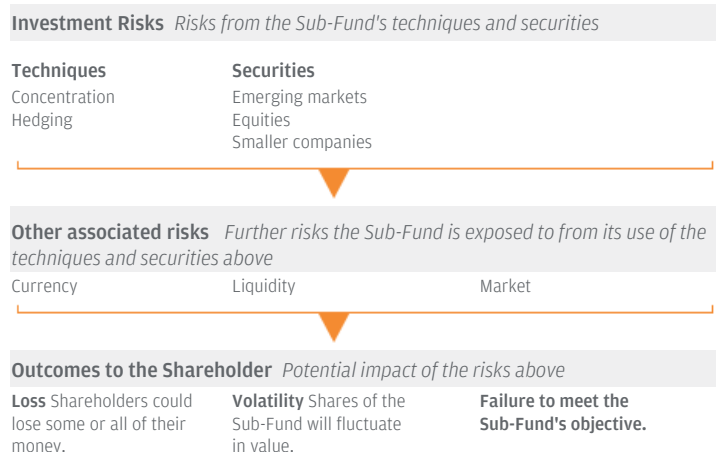 Investment Risks Risks from the Sub-Fund's techniques and securities
Techniques
Concentration
Hedging
Securities
Emerging markets
Equities
Smaller companies
Other associated risks Further risks the Sub-Fund is exposed to from its use of the
techniques and securities above
Currency
Liquidity
Market
Outcomes to the Shareholder Potential impact of the risks above
Loss Shareholders could
lose some or all of their
money.
Volatility Shares of the
Sub-Fund will fluctuate
in value.
Failure to meet the
Sub-Fund's objective.